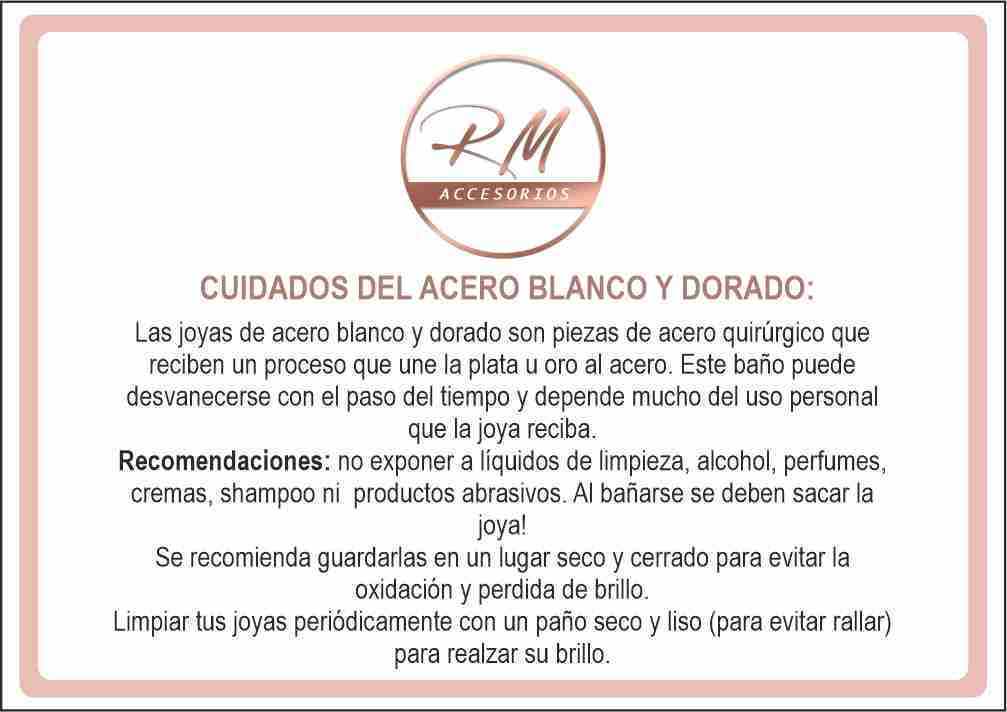 RM
ACCESORIOS
CUIDADOS DEL ACERO BLANCO Y DORADO:
Las joyas de acero blanco y dorado son piezas de acero quirúrgico que
reciben un proceso que une la plata u oro al acero. Este baño puede
desvanecerse con el paso del tiempo y depende mucho del uso personal
que la joya reciba.
Recomendaciones: no exponer a líquidos de limpieza, alcohol, perfumes,
cremas, shampoo ni  productos abrasivos. Al bañarse se deben sacar la
joya!
Se recomienda guardarlas en un lugar seco y cerrado para evitar la
oxidación y perdida de brillo.
Limpiar tus joyas periódicamente con un paño seco y liso (para evitar rallar)
para realzar su brillo.